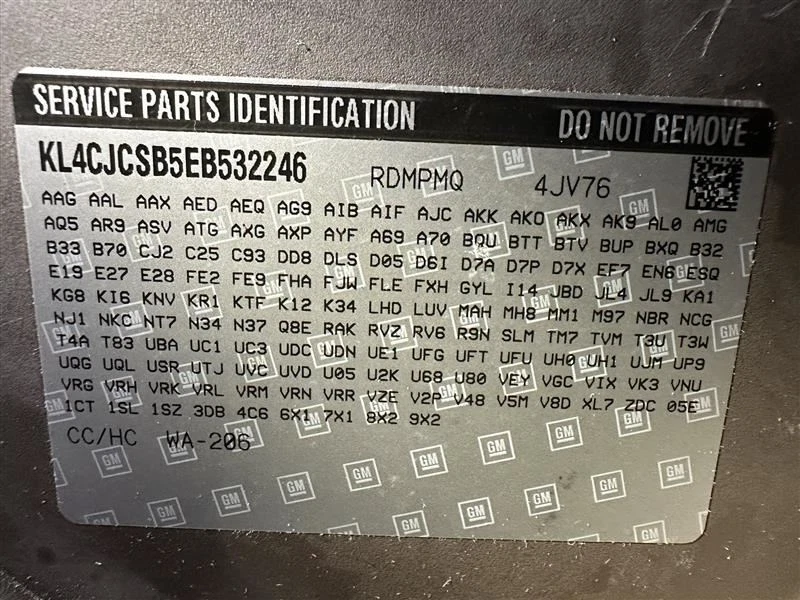 SERVICE PARTS IDENTIFICATION DO NOT REMOVE
KL4CJCSB5EB532246 RDMPMQ 4JV76
AAG AAL AAX AED AEQ AG9 AIB AIF AJC AKK AKO AKX AK9 AL0 AMG
AQ5 AR9 ASV ATG AXG AXP AYF A69 A70 BQU BTT BTV BUP BXQ B32
B33 B70 CJ2 C25 C93 DD8 DLS D05 D6I D7A D7P D7X EF7 EN6 ESQ
E19 E27 E28 FE2 FE9 FHA FJW FLE FXH GYL I14 JBD JL4 JL9 KA1
KG8 KI6 KNV KR1 KTF K12 K34 LHD LUV MAH MH8 MM1 M97 NBR NCG
NJ1 NKC NT7 N34 N37 Q8E RAK RVZ RV6 R9N SLM TM7 TVM T3U T3W
T4A T83 UBA UC1 UC3 UDC UDN UE1 UFG UFT UFU UH0 UH1 UJM UP9
UQG UQL USR UTJ UVC UVD U05 U2K U68 U80 VEY VGC VIX VK3 VNU
VRG VRH VRK VRL VRM VRN VRR VZE V2P V48 V5M V8D XL7 ZDC 05E
1CT 1SL 1SZ 3DB 4C6 6X1 7X1 8X2 9X2
CC/HC WA-206
GM